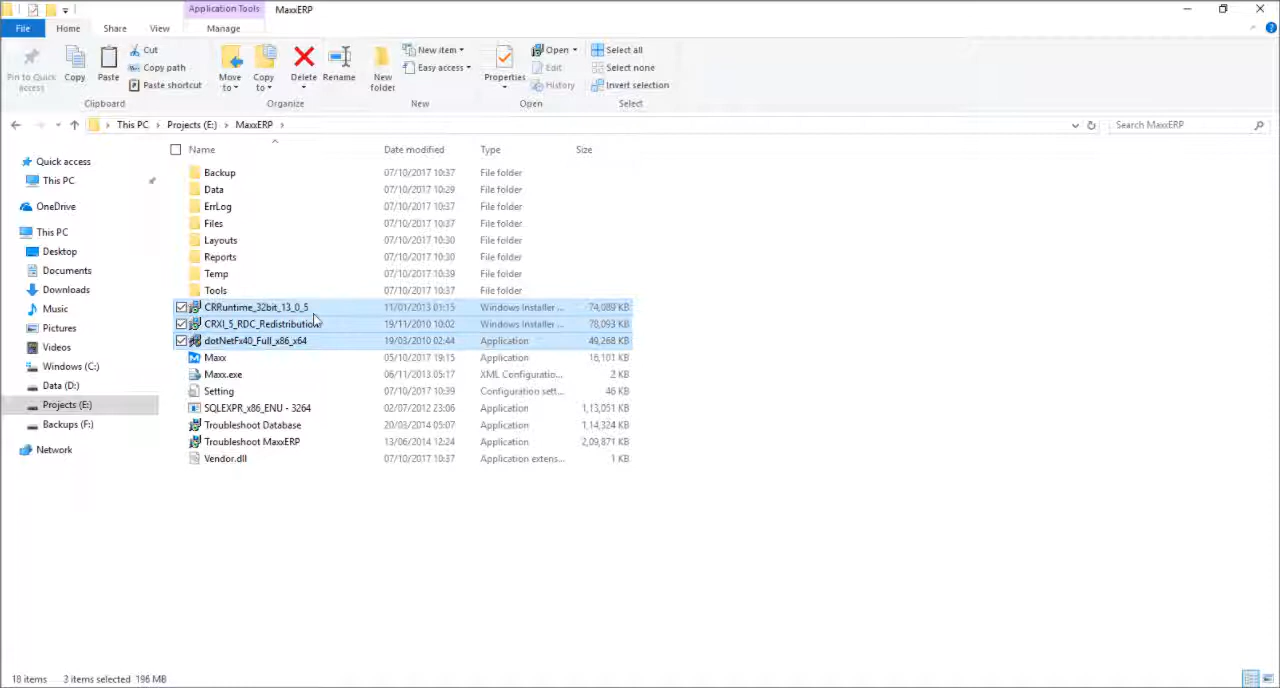 Application Tools MaxxERP
File Home Share View Manage
Pin to Quick access
Copy
Paste
Cut
Copy path
Paste shortcut
Clipboard
Move to
Copy to
Delete
Rename
Organize
New folder
New item
Easy access
New
Properties
Open
Edit
History
Open
Select all
Select none
Invert selection
Select
This PC › Projects (E:) › MaxxERP ›
Search MaxxERP
Quick access
This PC
OneDrive
This PC
Desktop
Documents
Downloads
Music
Pictures
Videos
Windows (C:)
Data (D:)
Projects (E:)
Backups (F:)
Network
Name Date modified Type Size
Backup 07/10/2017 10:37 File folder
Data 07/10/2017 10:29 File folder
ErrLog 07/10/2017 10:37 File folder
Files 07/10/2017 10:37 File folder
Layouts 07/10/2017 10:30 File folder
Reports 07/10/2017 10:30 File folder
Temp 07/10/2017 10:39 File folder
Tools 07/10/2017 10:37 File folder
CRRuntime_32bit_13_0_5 11/01/2013 01:15 Windows Installer ... 74,089 KB
CRXI_5_RDC_Redistribution 19/11/2010 10:02 Windows Installer ... 78,093 KB
dotNetFx40_Full_x86_x64 19/03/2010 02:44 Application 49,268 KB
Maxx 05/10/2017 19:15 Application 16,101 KB
Maxx.exe 06/11/2013 05:17 XML Configuratio... 2 KB
Setting 07/10/2017 10:39 Configuration sett... 46 KB
SQLEXPR_x86_ENU - 3264 02/07/2012 23:06 Application 1,13,051 KB
Troubleshoot Database 20/03/2014 05:07 Application 1,14,324 KB
Troubleshoot MaxxERP 13/06/2014 12:24 Application 2,09,871 KB
Vendor.dll 07/10/2017 10:37 Application extens... 1 KB
18 items 3 items selected 196 MB